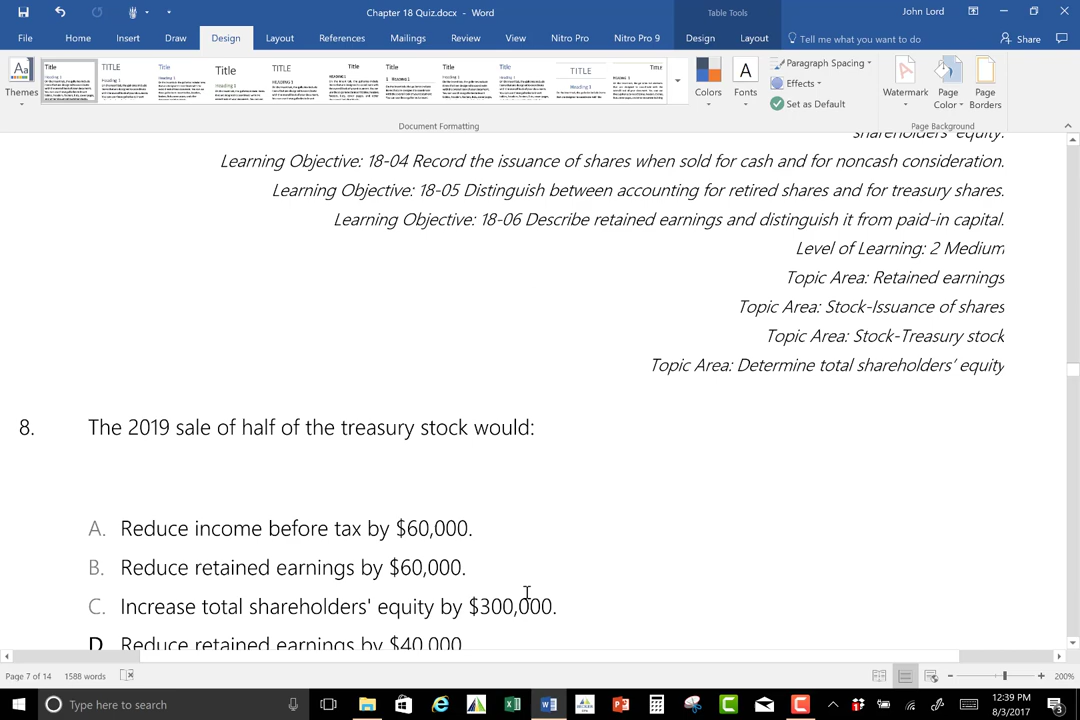 Chapter 18 Quiz.docx - Word
Table Tools
John Lord
File Home Insert Draw Design Layout References Mailings Review View Nitro Pro Nitro Pro 9 Design Layout Tell me what you want to do Share
Themes
Colors
Fonts
Paragraph Spacing
Effects
Set as Default
Watermark
Page Color
Page Borders
Document Formatting
Page Background
shareholders' equity.
Learning Objective: 18-04 Record the issuance of shares when sold for cash and for noncash consideration.
Learning Objective: 18-05 Distinguish between accounting for retired shares and for treasury shares.
Learning Objective: 18-06 Describe retained earnings and distinguish it from paid-in capital.
Level of Learning: 2 Medium
Topic Area: Retained earnings
Topic Area: Stock-Issuance of shares
Topic Area: Stock-Treasury stock
Topic Area: Determine total shareholders' equity
8. The 2019 sale of half of the treasury stock would:
A. Reduce income before tax by $60,000.
B. Reduce retained earnings by $60,000.
C. Increase total shareholders' equity by $300,000.
D. Reduce retained earnings by $40,000.
Page 7 of 14 1588 words
200%
Type here to search
12:39 PM
8/3/2017